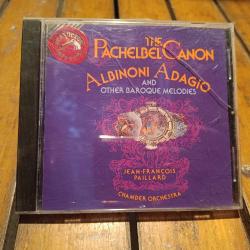 THE
PACHELBEL CANON
ALBINONI ADAGIO
AND
OTHER BAROQUE MELODIES
JEAN-FRANÇOIS
PAILLARD
CHAMBER ORCHESTRA